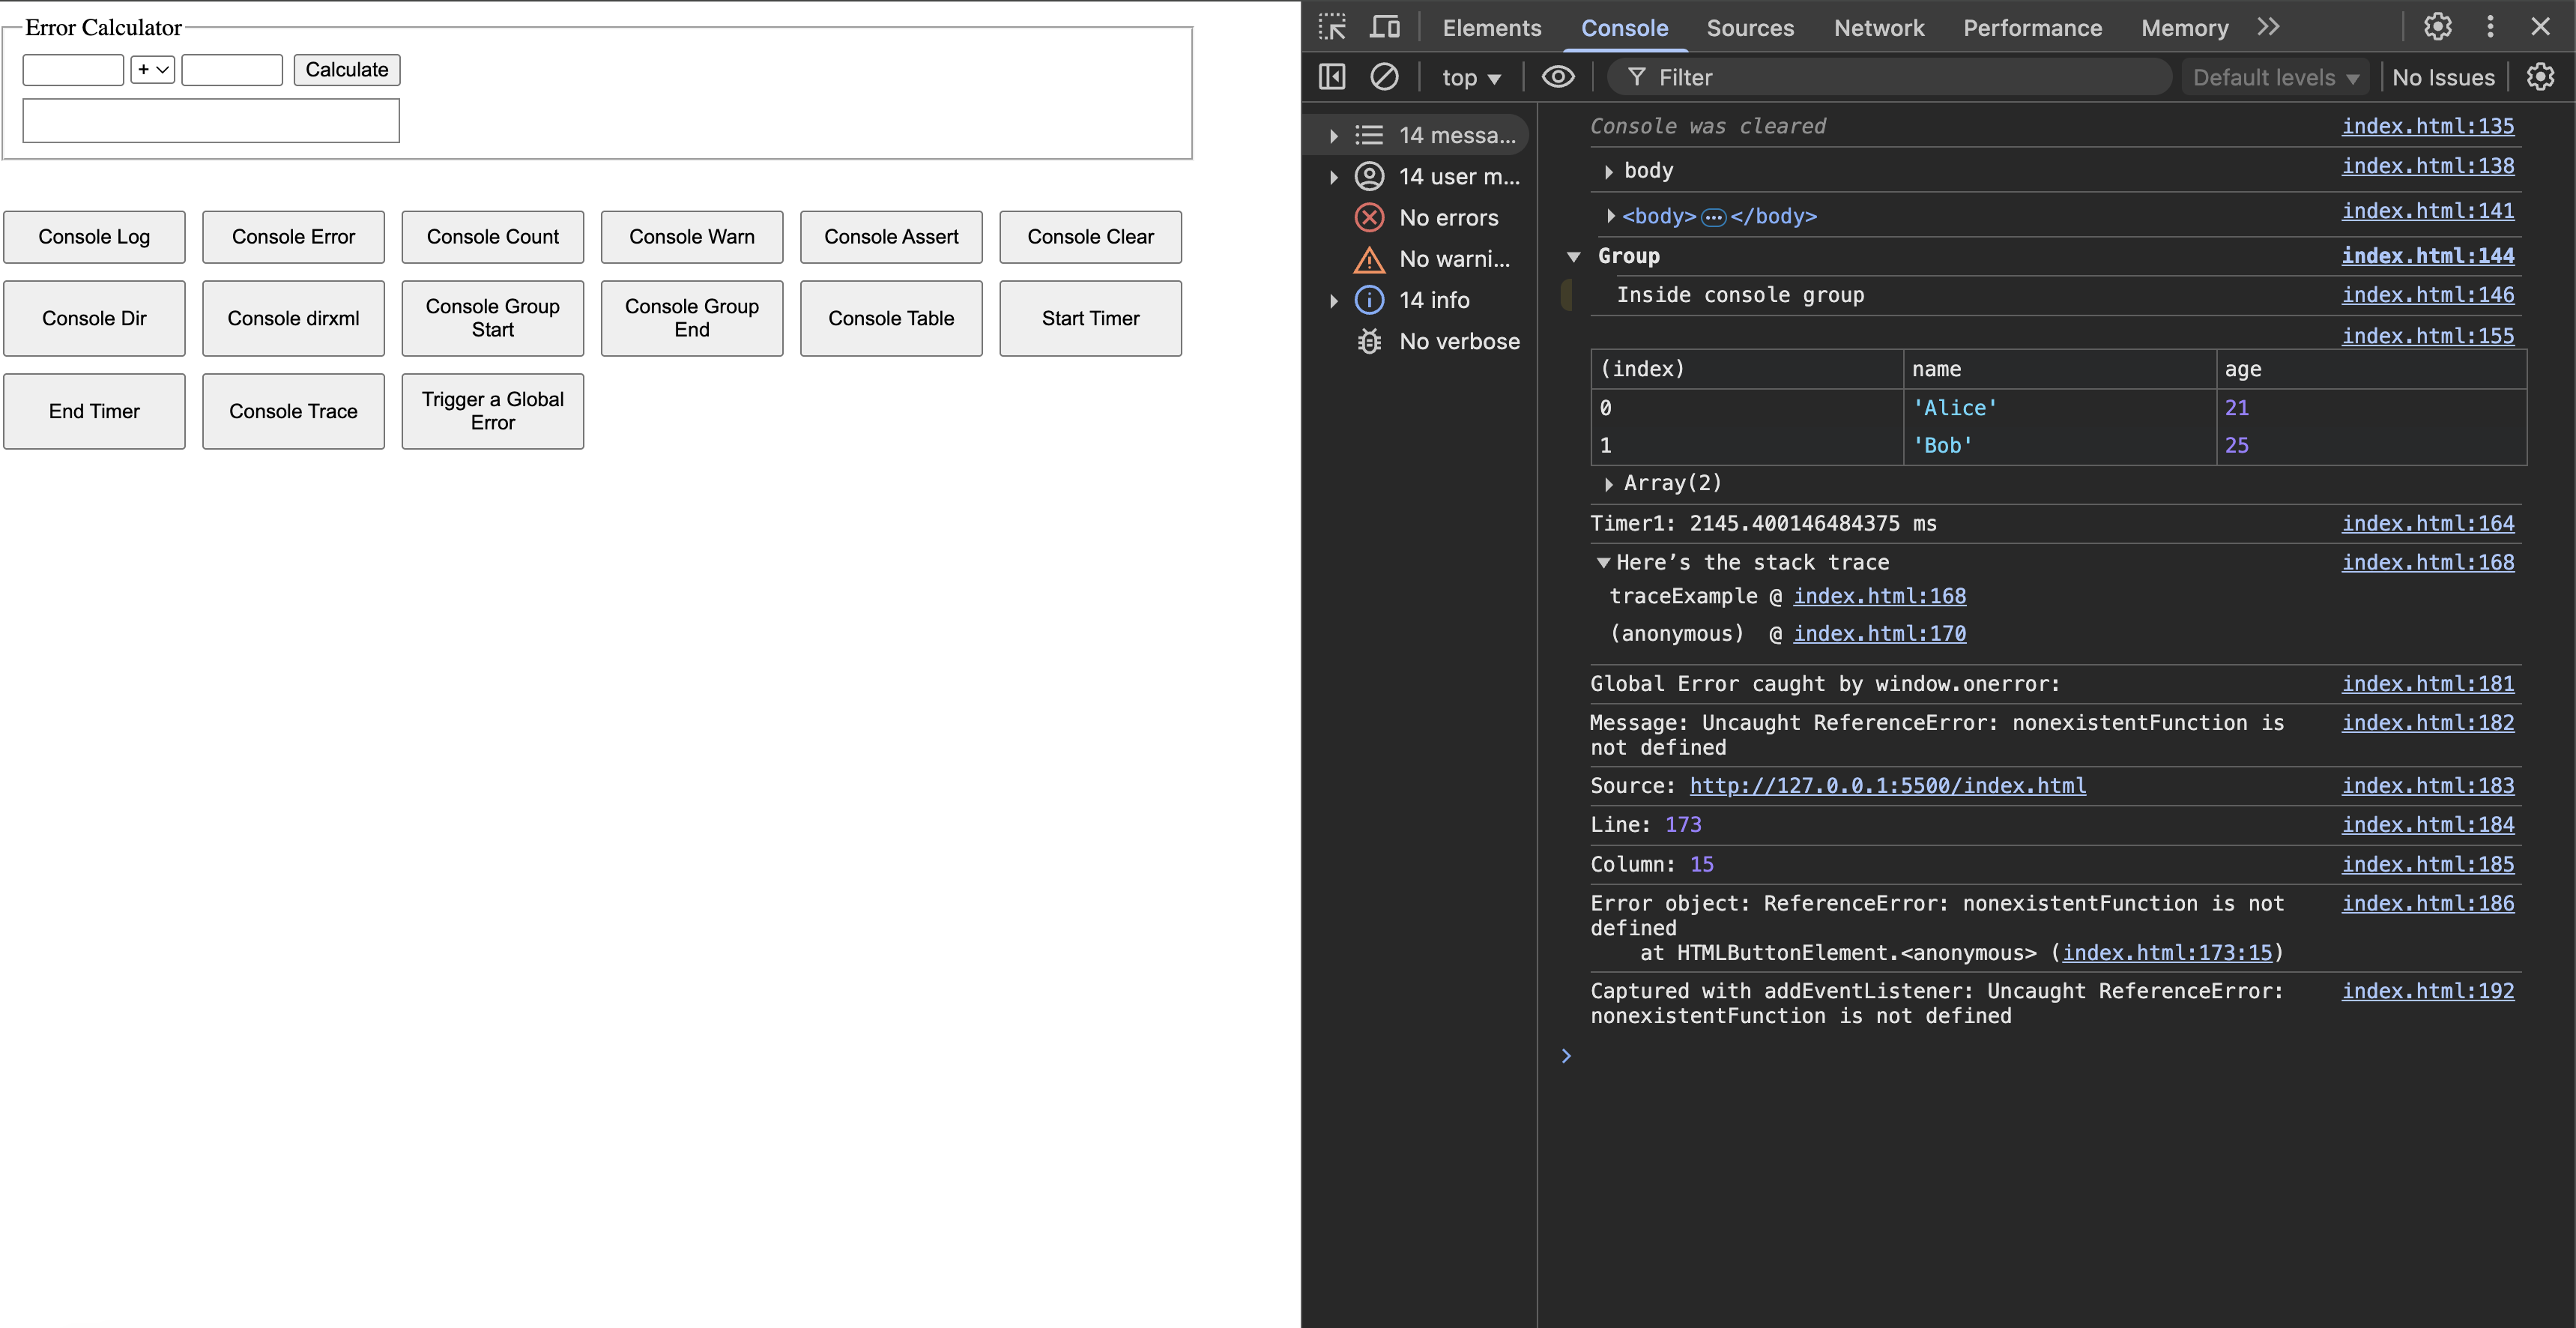 Error Calculator
+ Calculate
Console Log Console Error Console Count Console Warn Console Assert Console Clear
Console Dir Console dirxml Console Group Start Console Group End Console Table Start Timer
End Timer Console Trace Trigger a Global Error
Elements Console Sources Network Performance Memory
top Filter Default levels No Issues
14 messa...
14 user m...
No errors
No warni...
14 info
No verbose
Console was cleared index.html:135
body index.html:138
<body>…</body> index.html:141
Group index.html:144
Inside console group index.html:146
index.html:155
(index) name age
0 'Alice' 21
1 'Bob' 25
Array(2)
Timer1: 2145.400146484375 ms index.html:164
Here’s the stack trace index.html:168
traceExample @ index.html:168
(anonymous) @ index.html:170
Global Error caught by window.onerror: index.html:181
Message: Uncaught ReferenceError: nonexistentFunction is index.html:182
not defined
Source: http://127.0.0.1:5500/index.html index.html:183
Line: 173 index.html:184
Column: 15 index.html:185
Error object: ReferenceError: nonexistentFunction is not index.html:186
defined
at HTMLButtonElement.<anonymous> (index.html:173:15)
Captured with addEventListener: Uncaught ReferenceError: index.html:192
nonexistentFunction is not defined